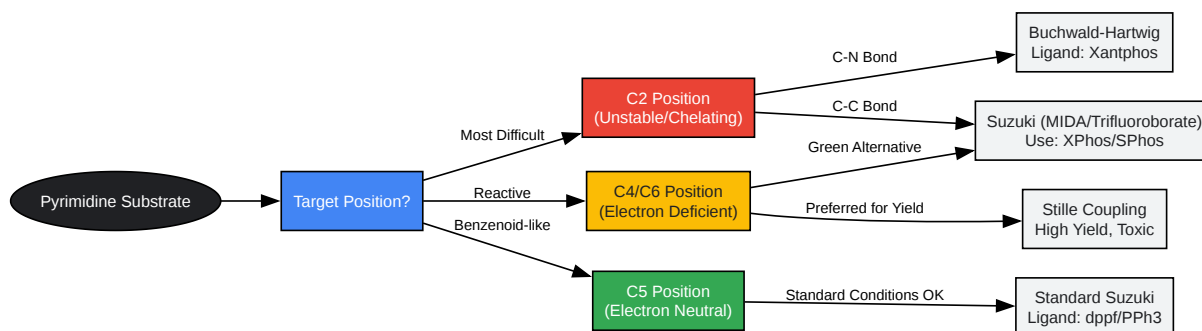 Pyrimidine Substrate
Target Position?
Most Difficult
Reactive
Benzenoid-like
C2 Position
(Unstable/Chelating)
C4/C6 Position
(Electron Deficient)
C5 Position
(Electron Neutral)
C-N Bond
C-C Bond
Green Alternative
Preferred for Yield
Standard Conditions OK
Buchwald-Hartwig
Ligand: Xantphos
Suzuki (MIDA/Trifluoroborate)
Use: XPhos/SPhos
Stille Coupling
High Yield, Toxic
Standard Suzuki
Ligand: dppf/PPh3